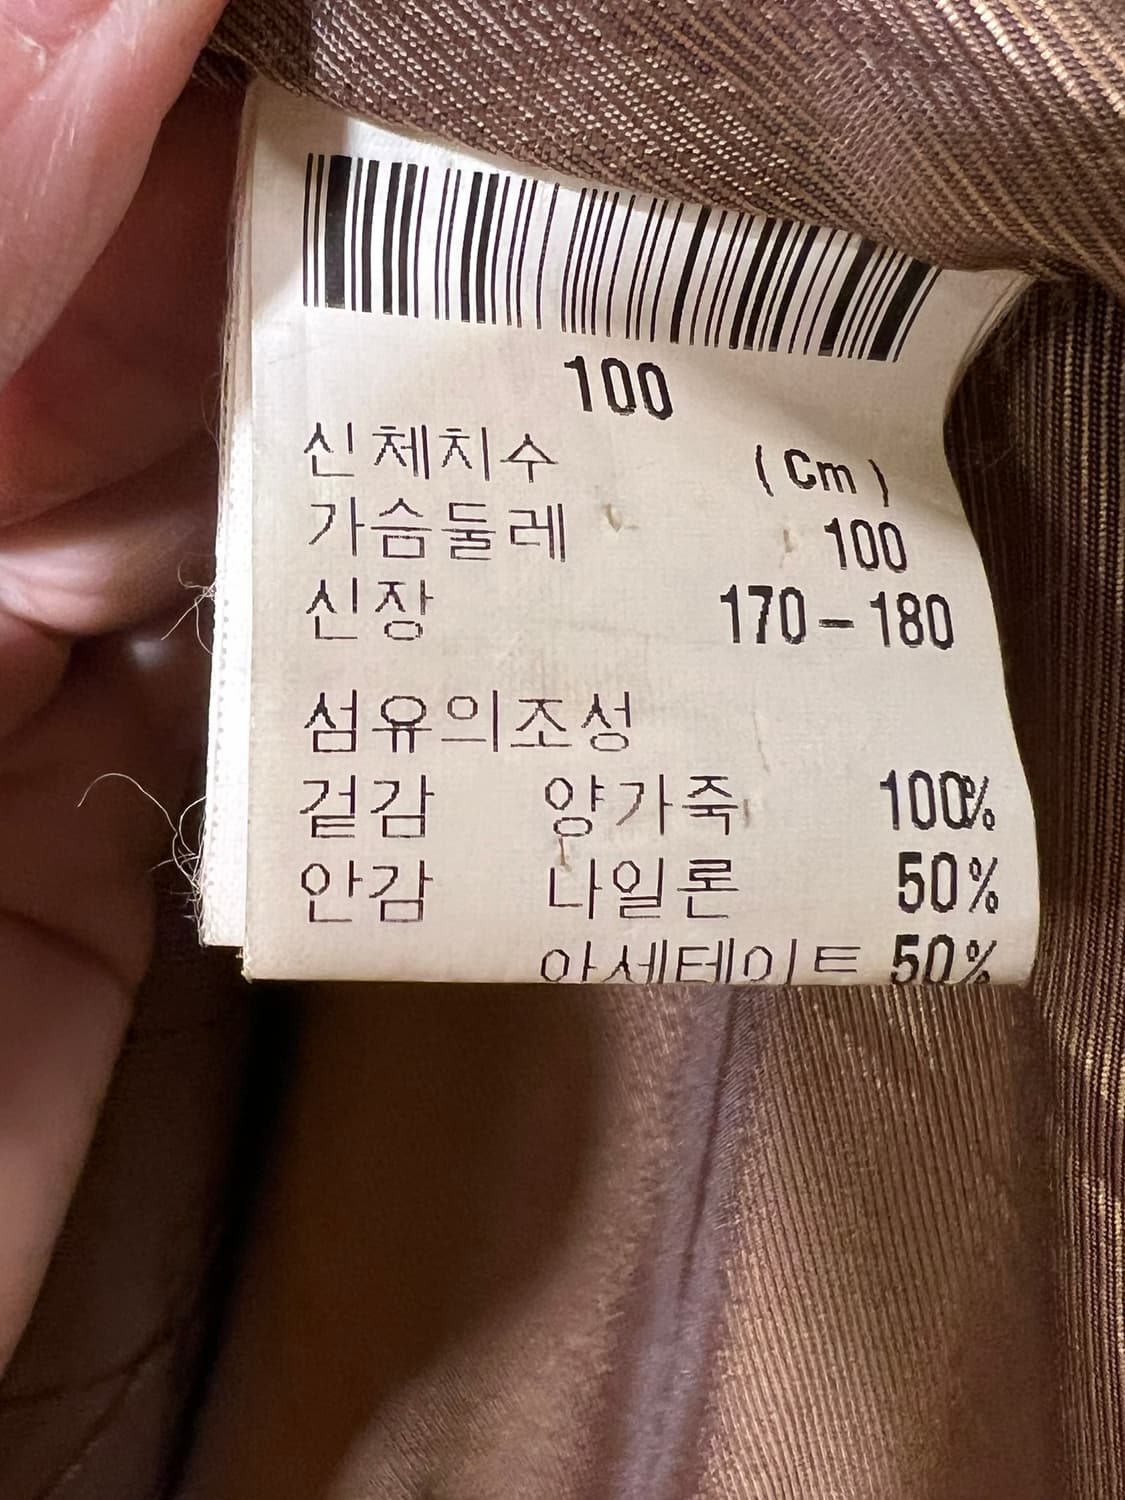 100
신체치수 (Cm)
가슴둘레 100
신장 170-180
섬유의조성
겉감 양가죽 100%
안감 나일론 50%
아세테이트 50%